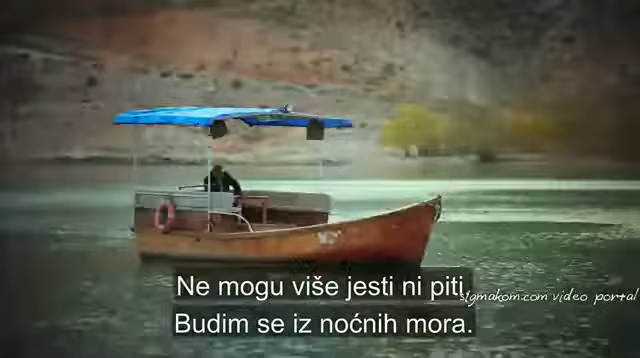 Ne mogu više jesti ni piti
sigmakom.com video portal
Budim se iz noćnih mora.